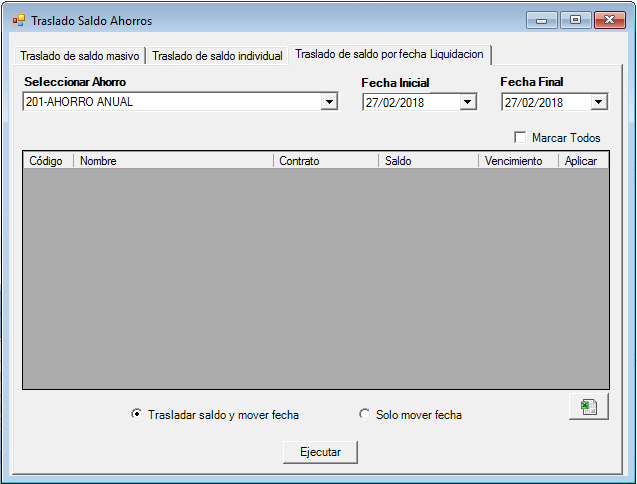 Traslado Saldo Ahorros
Traslado de saldo masivo Traslado de saldo individual Traslado de saldo por fecha Liquidacion
Seleccionar Ahorro Fecha Inicial Fecha Final
201-AHORRO ANUAL 27/02/2018 27/02/2018
Marcar Todos
Código Nombre Contrato Saldo Vencimiento Aplicar
Trasladar saldo y mover fecha Solo mover fecha
Ejecutar